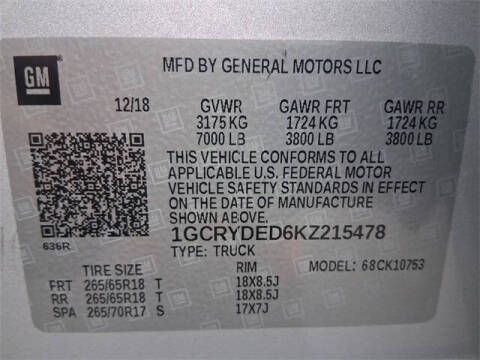 GM
MFD BY GENERAL MOTORS LLC
12/18 GVWR GAWR FRT GAWR RR
3175 KG 1724 KG 1724 KG
7000 LB 3800 LB 3800 LB
THIS VEHICLE CONFORMS TO ALL
APPLICABLE U.S. FEDERAL MOTOR
VEHICLE SAFETY STANDARDS IN EFFECT
ON THE DATE OF MANUFACTURE
SHOWN ABOVE.
636R
1GCRYDED6KZ215478
TYPE: TRUCK MODEL: 68CK10753
TIRE SIZE RIM
FRT 265/65R18 T 18X8.5J
RR 265/65R18 T 18X8.5J
SPA 265/70R17 S 17X7J